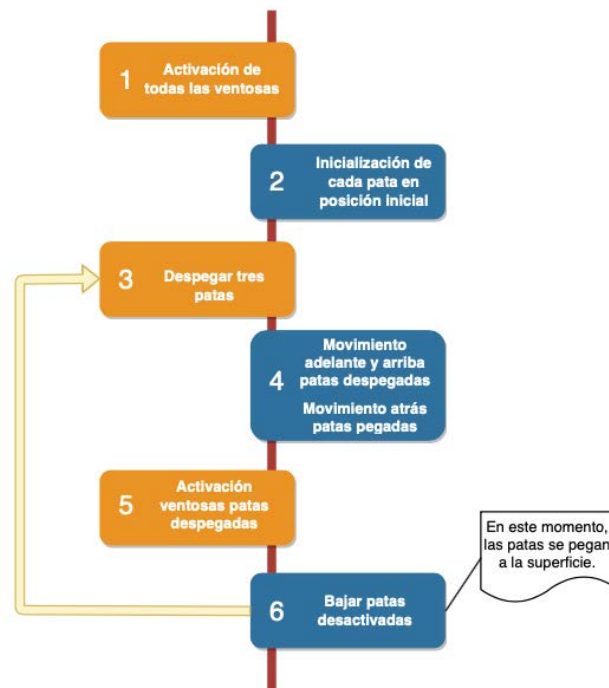 1
Activación de
todas las ventosas
2
Inicialización de
cada pata en
posición inicial
3
Despegar tres
patas
4
Movimiento
adelante y arriba
patas despegadas
Movimiento atrás
patas pegadas
5
Activación
ventosas patas
despegadas
6
Bajar patas
desactivadas
En este momento,
las patas se pegan
a la superficie.